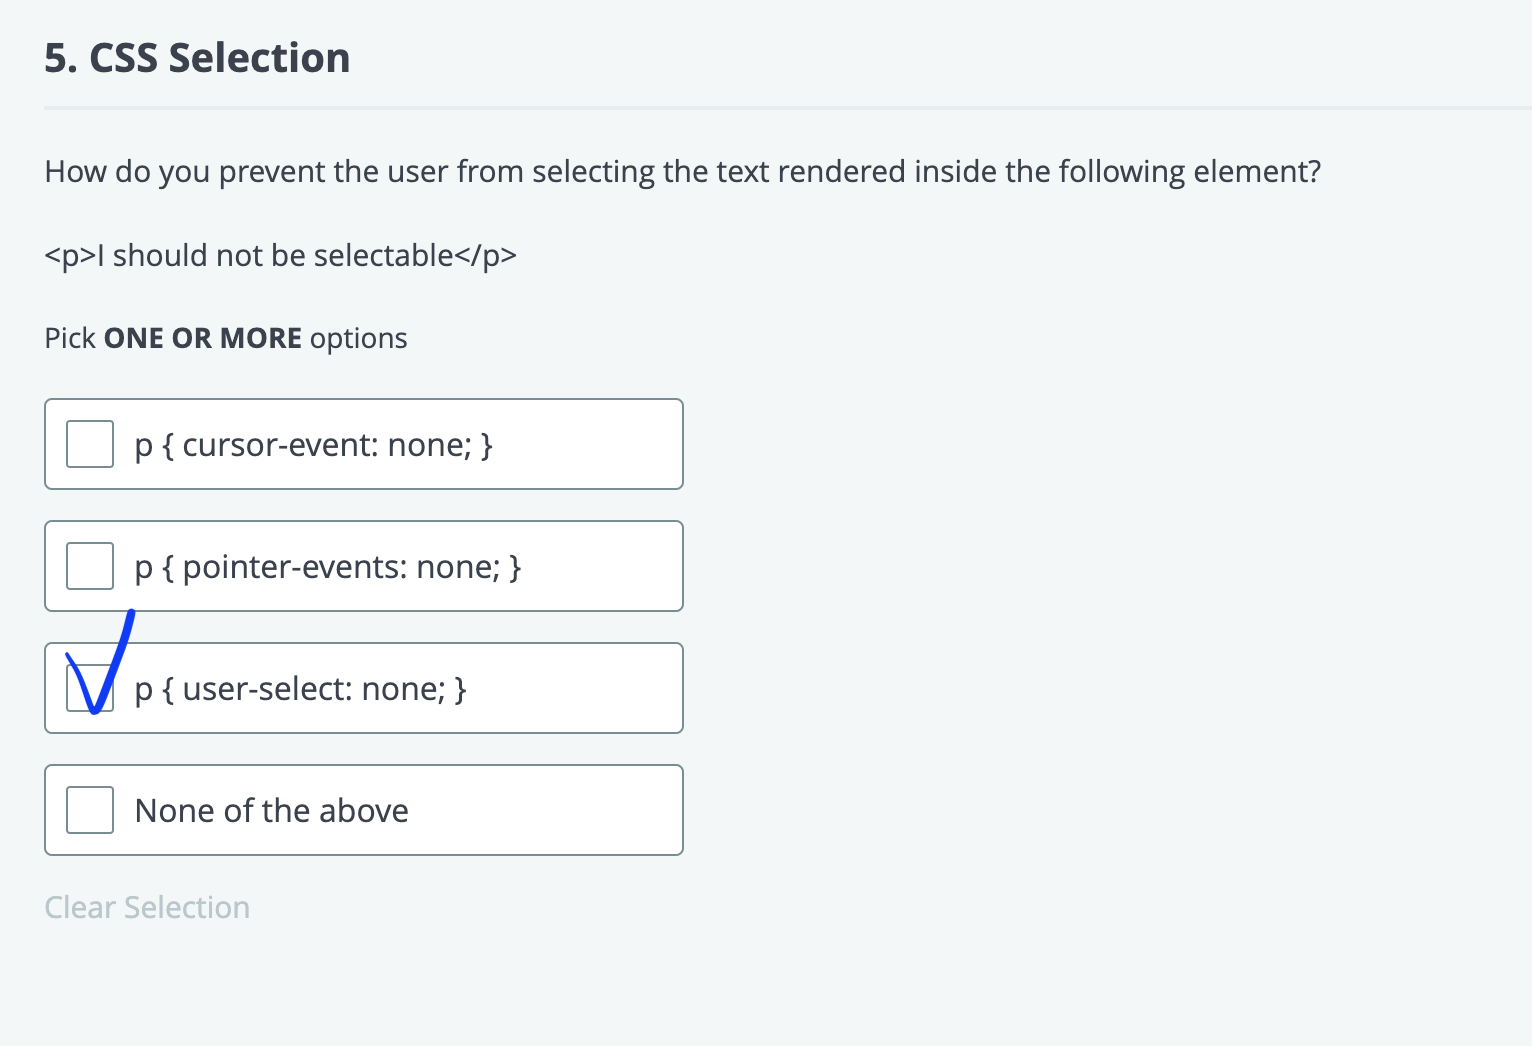 5. CSS Selection
How do you prevent the user from selecting the text rendered inside the following element?
<p>I should not be selectable</p>
Pick ONE OR MORE options
p { cursor-event: none; }
p { pointer-events: none; }
p { user-select: none; }
None of the above
Clear Selection